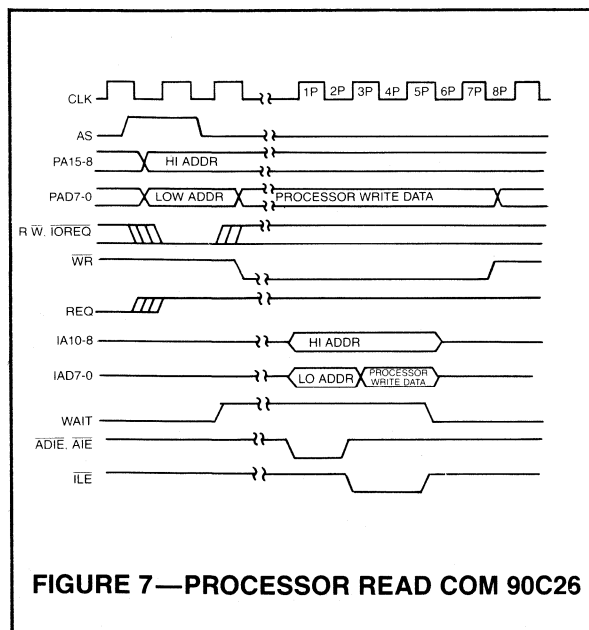 CLK 1P 2P 3P 4P 5P 6P 7P 8P
AS
PA15-8 HI ADDR
PAD7-0 LOW ADDR PROCESSOR WRITE DATA
R W. IOREQ
WR
REQ
IA10-8 HI ADDR
IAD7-0 LO ADDR PROCESSOR WRITE DATA
WAIT
ADIE. AIE
ILE
FIGURE 7—PROCESSOR READ COM 90C26